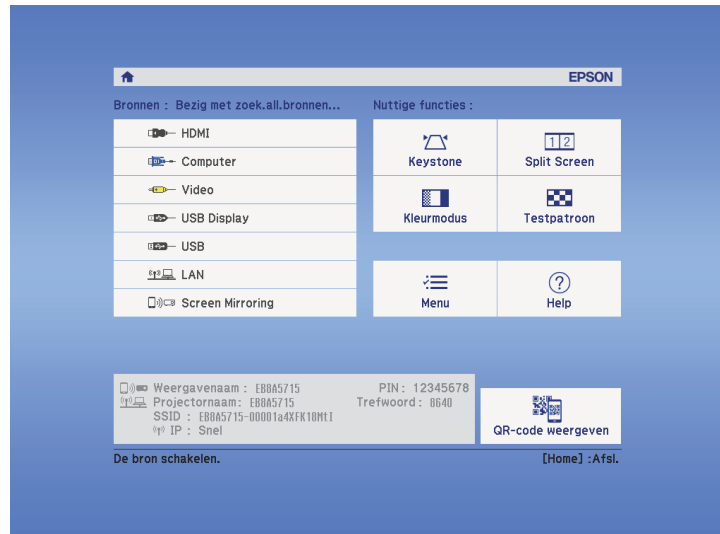 EPSON
Bronnen : Bezig met zoek.all.bronnen...
Nuttige functies :
HDMI
Computer
Video
USB Display
USB
LAN
Screen Mirroring
Keystone
1 2
Split Screen
Kleurmodus
Testpatroon
Menu
?
Help
Weergavenaam : EB8A5715 PIN : 12345678
Projectornaam: EB8A5715 Trefwoord : 8640
SSID : EB8A5715-00001a4XFK18MtI
IP : Snel
QR-code weergeven
De bron schakelen.
[Home] :Afsl.